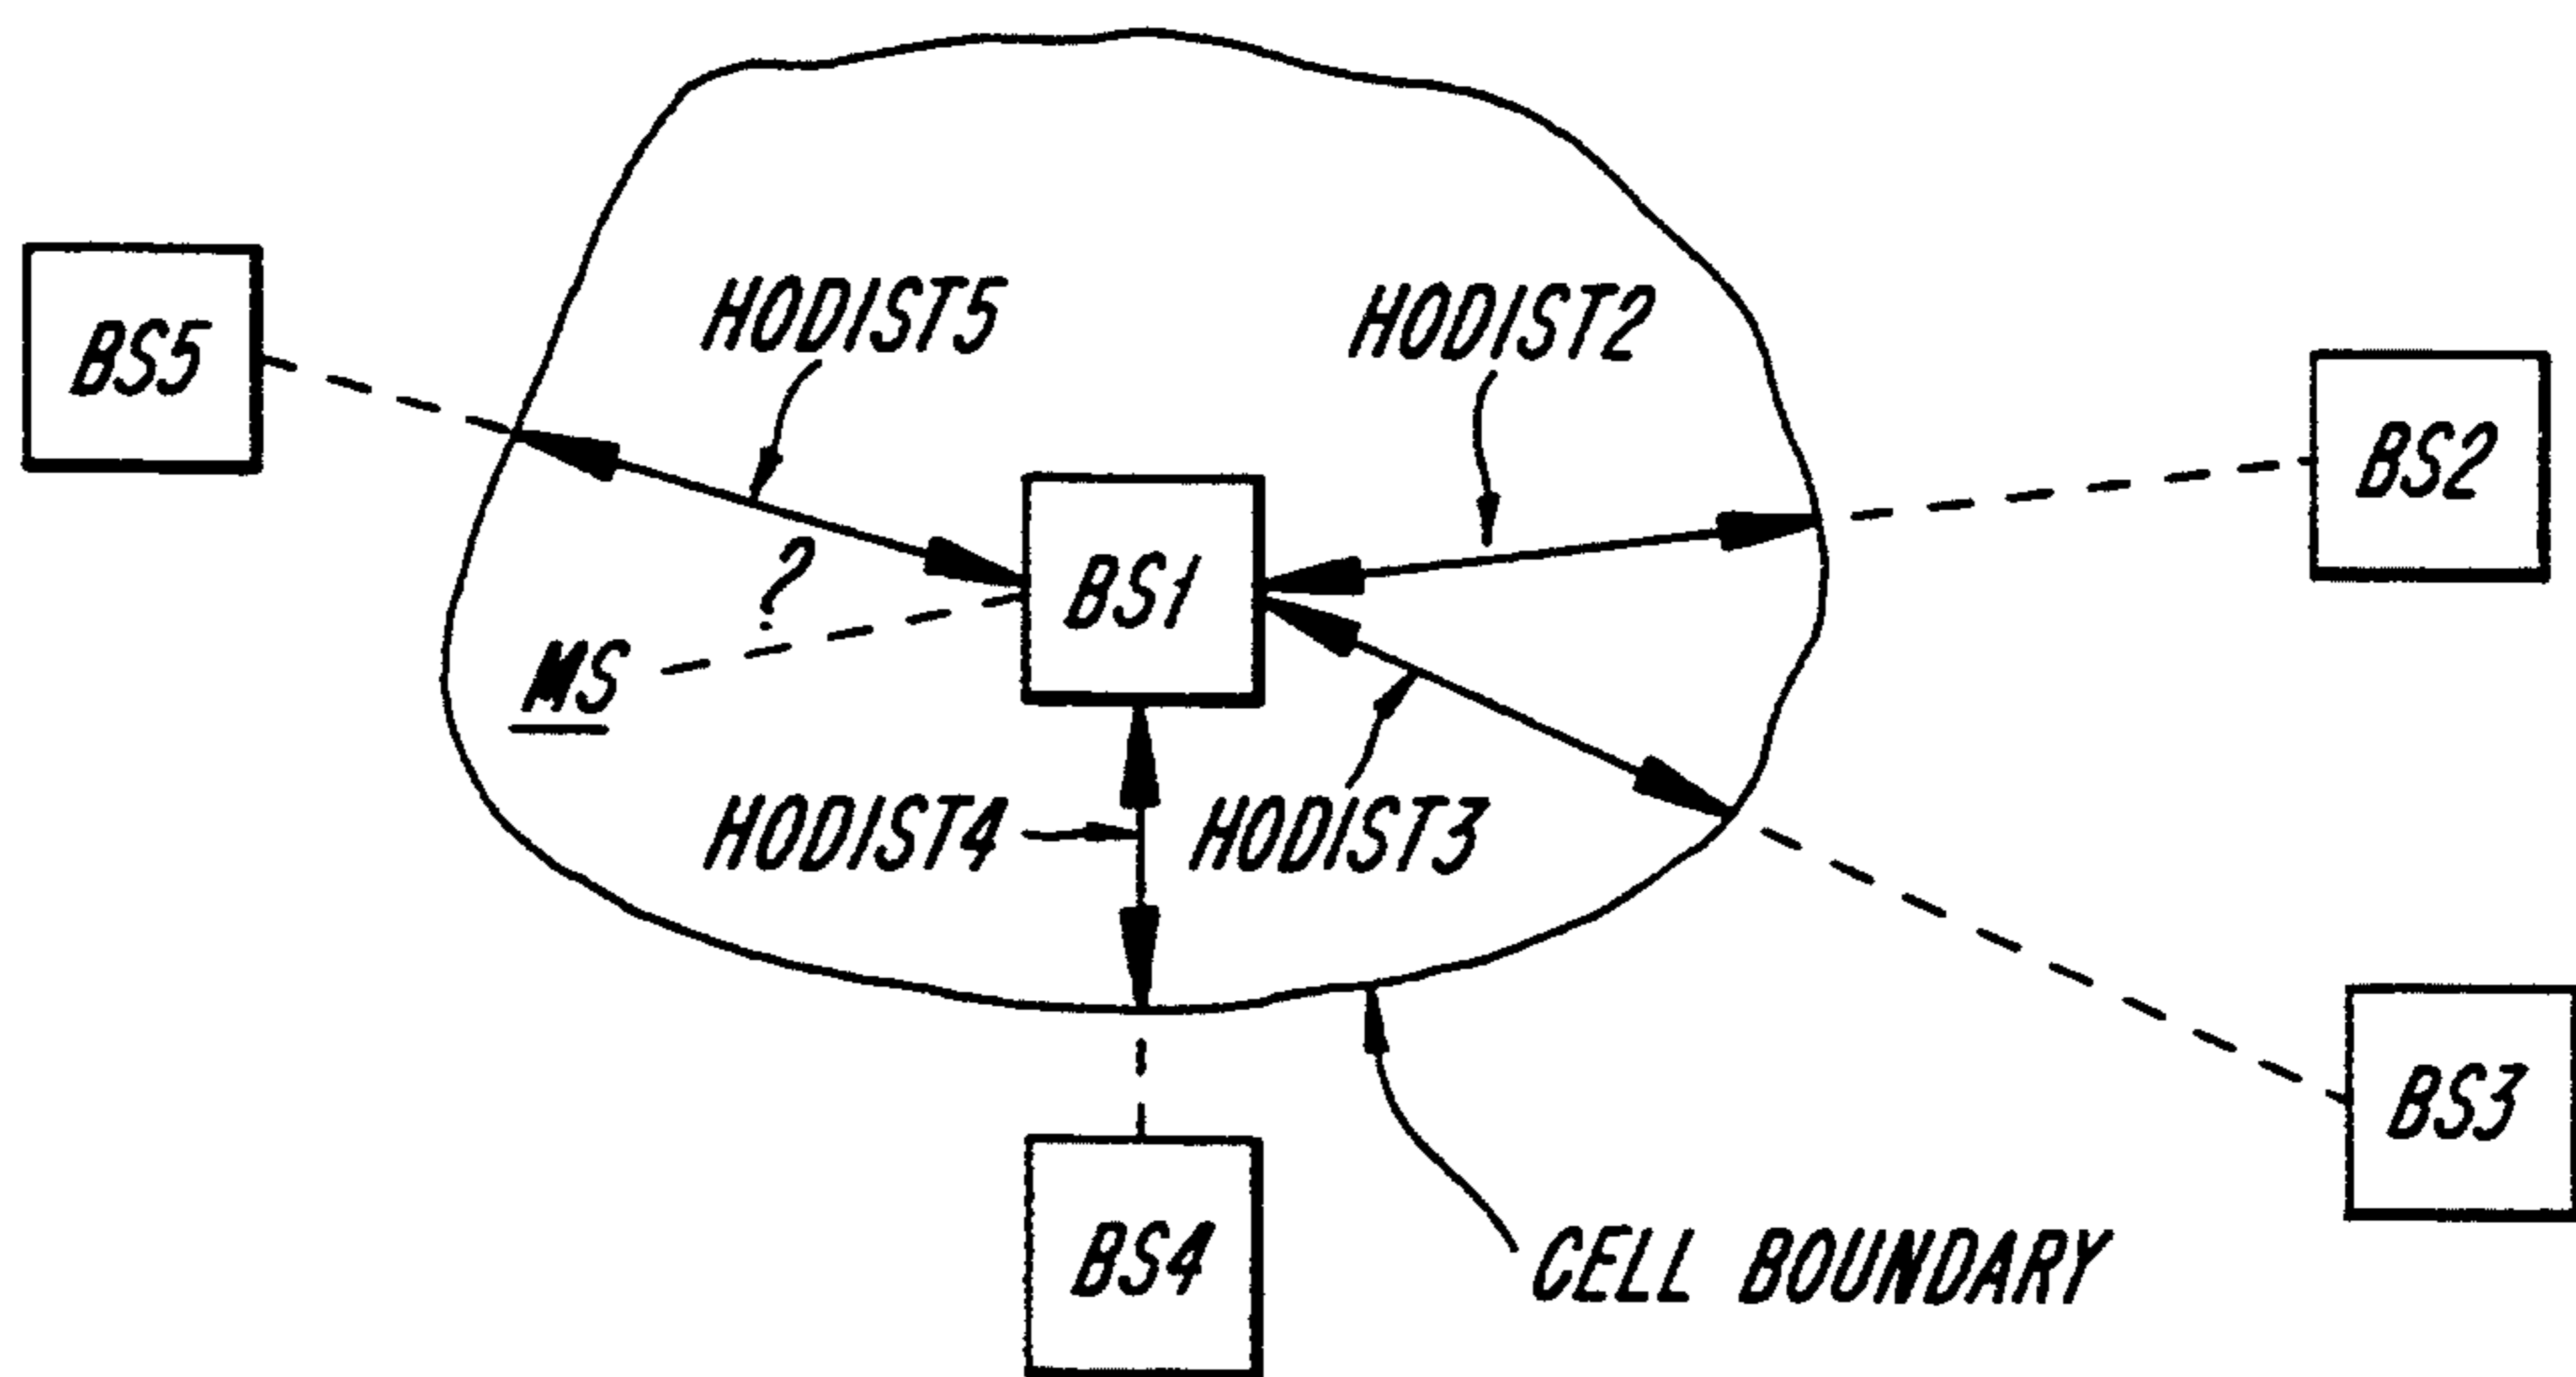 HODIST5
HODIST2
BS5
BS2
BS1
?
MS
HODIST4
HODIST3
BS3
BS4
CELL BOUNDARY